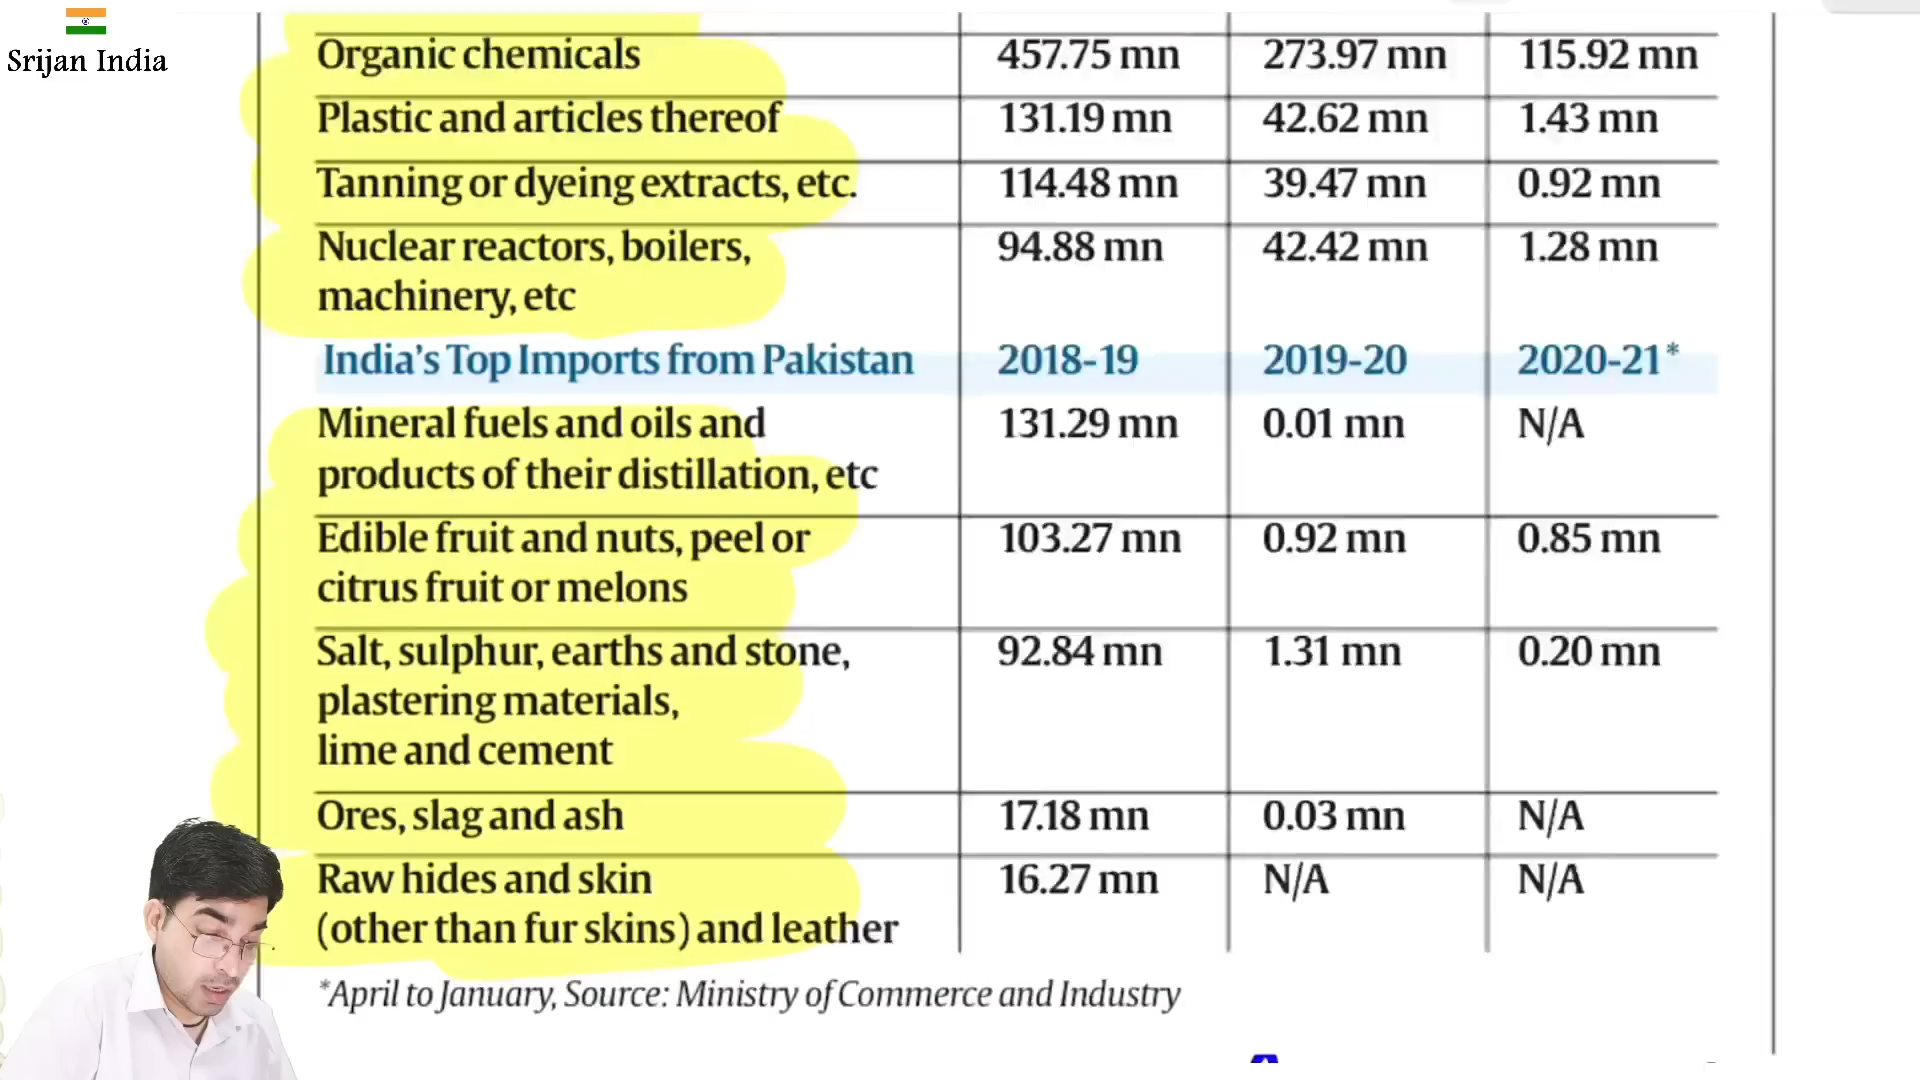 Srijan India
Organic chemicals 457.75 mn 273.97 mn 115.92 mn
Plastic and articles thereof 131.19 mn 42.62 mn 1.43 mn
Tanning or dyeing extracts, etc. 114.48 mn 39.47 mn 0.92 mn
Nuclear reactors, boilers, 94.88 mn 42.42 mn 1.28 mn
machinery, etc
India's Top Imports from Pakistan 2018-19 2019-20 2020-21*
Mineral fuels and oils and 131.29 mn 0.01 mn N/A
products of their distillation, etc
Edible fruit and nuts, peel or 103.27 mn 0.92 mn 0.85 mn
citrus fruit or melons
Salt, sulphur, earths and stone, 92.84 mn 1.31 mn 0.20 mn
plastering materials,
lime and cement
Ores, slag and ash 17.18 mn 0.03 mn N/A
Raw hides and skin 16.27 mn N/A N/A
(other than fur skins) and leather
*April to January, Source: Ministry of Commerce and Industry